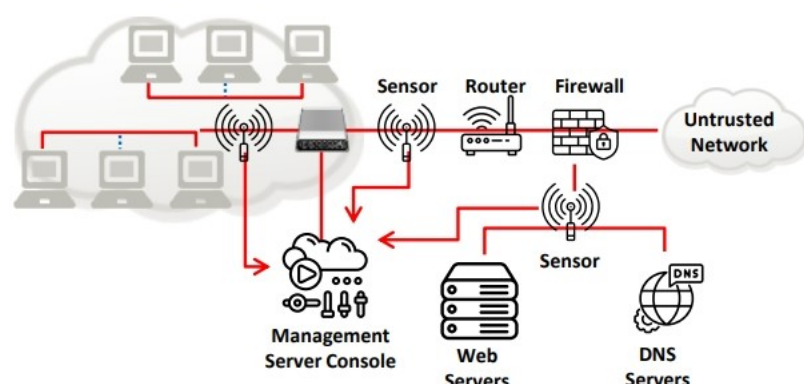 Sensor
Router
Firewall
Untrusted
Network
DNS
Sensor
Management
Server Console
Web
Servers
DNS
Servers